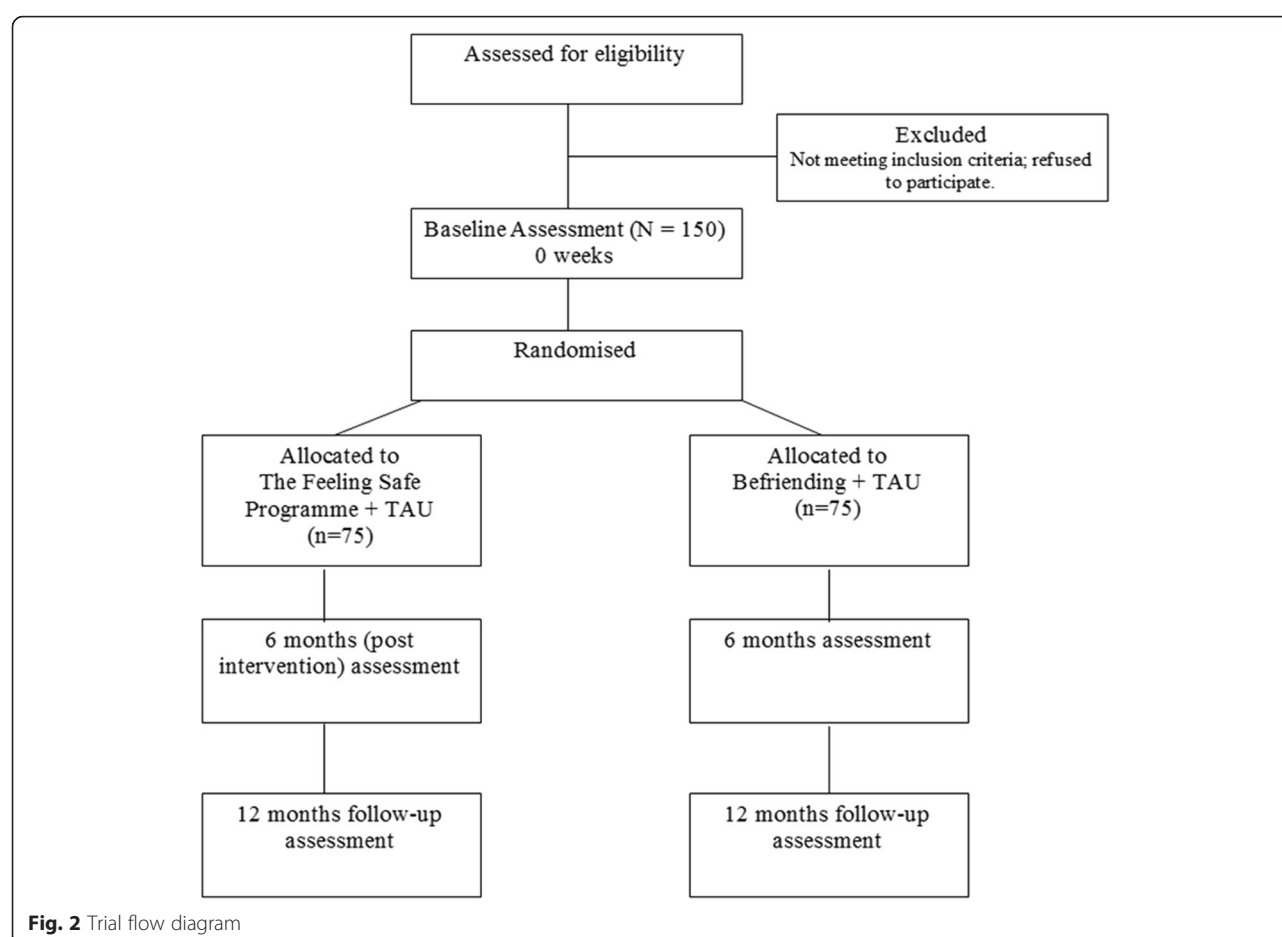 Assessed for eligibility
Excluded
Not meeting inclusion criteria; refused
to participate.
Baseline Assessment (N = 150)
0 weeks
Randomised
Allocated to
The Feeling Safe
Programme + TAU
(n=75)
Allocated to
Befriending + TAU
(n=75)
6 months (post
intervention) assessment
6 months assessment
12 months follow-up
assessment
12 months follow-up
assessment
Fig. 2 Trial flow diagram